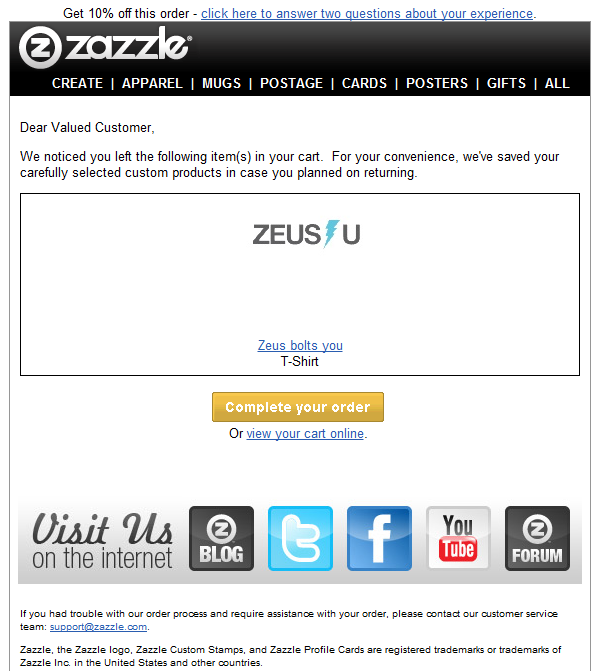 Get 10% off this order - click here to answer two questions about your experience.
zazzle®
CREATE | APPAREL | MUGS | POSTAGE | CARDS | POSTERS | GIFTS | ALL
Dear Valued Customer,
We noticed you left the following item(s) in your cart.  For your convenience, we've saved your
carefully selected custom products in case you planned on returning.
ZEUS U
Zeus bolts you
T-Shirt
Complete your order
Or view your cart online.
Visit Us
on the internet
z BLOG
t
f
You Tube
z FORUM
If you had trouble with our order process and require assistance with your order, please contact our customer service
team: support@zazzle.com.
Zazzle, the Zazzle logo, Zazzle Custom Stamps, and Zazzle Profile Cards are registered trademarks or trademarks of
Zazzle Inc. in the United States and other countries.